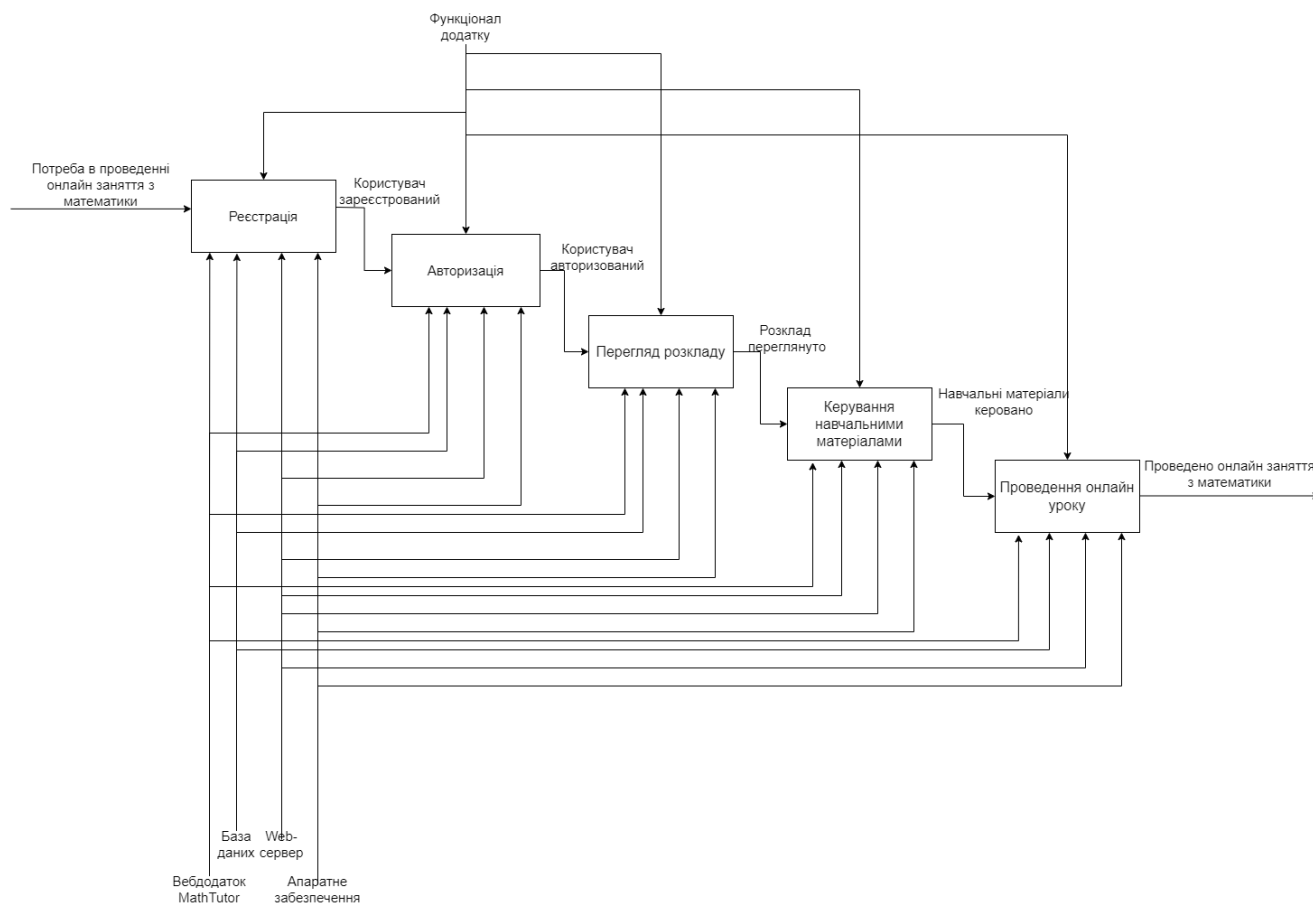 Функціонал
додатку
Потреба в проведенні
онлайн заняття з
математики
Реєстрація
Користувач
зареєстрований
Авторизація
Користувач
авторизований
Перегляд розкладу
Розклад
переглянуто
Керування
навчальними
матеріалами
Навчальні матеріали
керовано
Проведення онлайн
уроку
Проведено онлайн заняття
з математики
База
даних
Web-
сервер
Вебдодаток
MathTutor
Апаратне
забезпечення